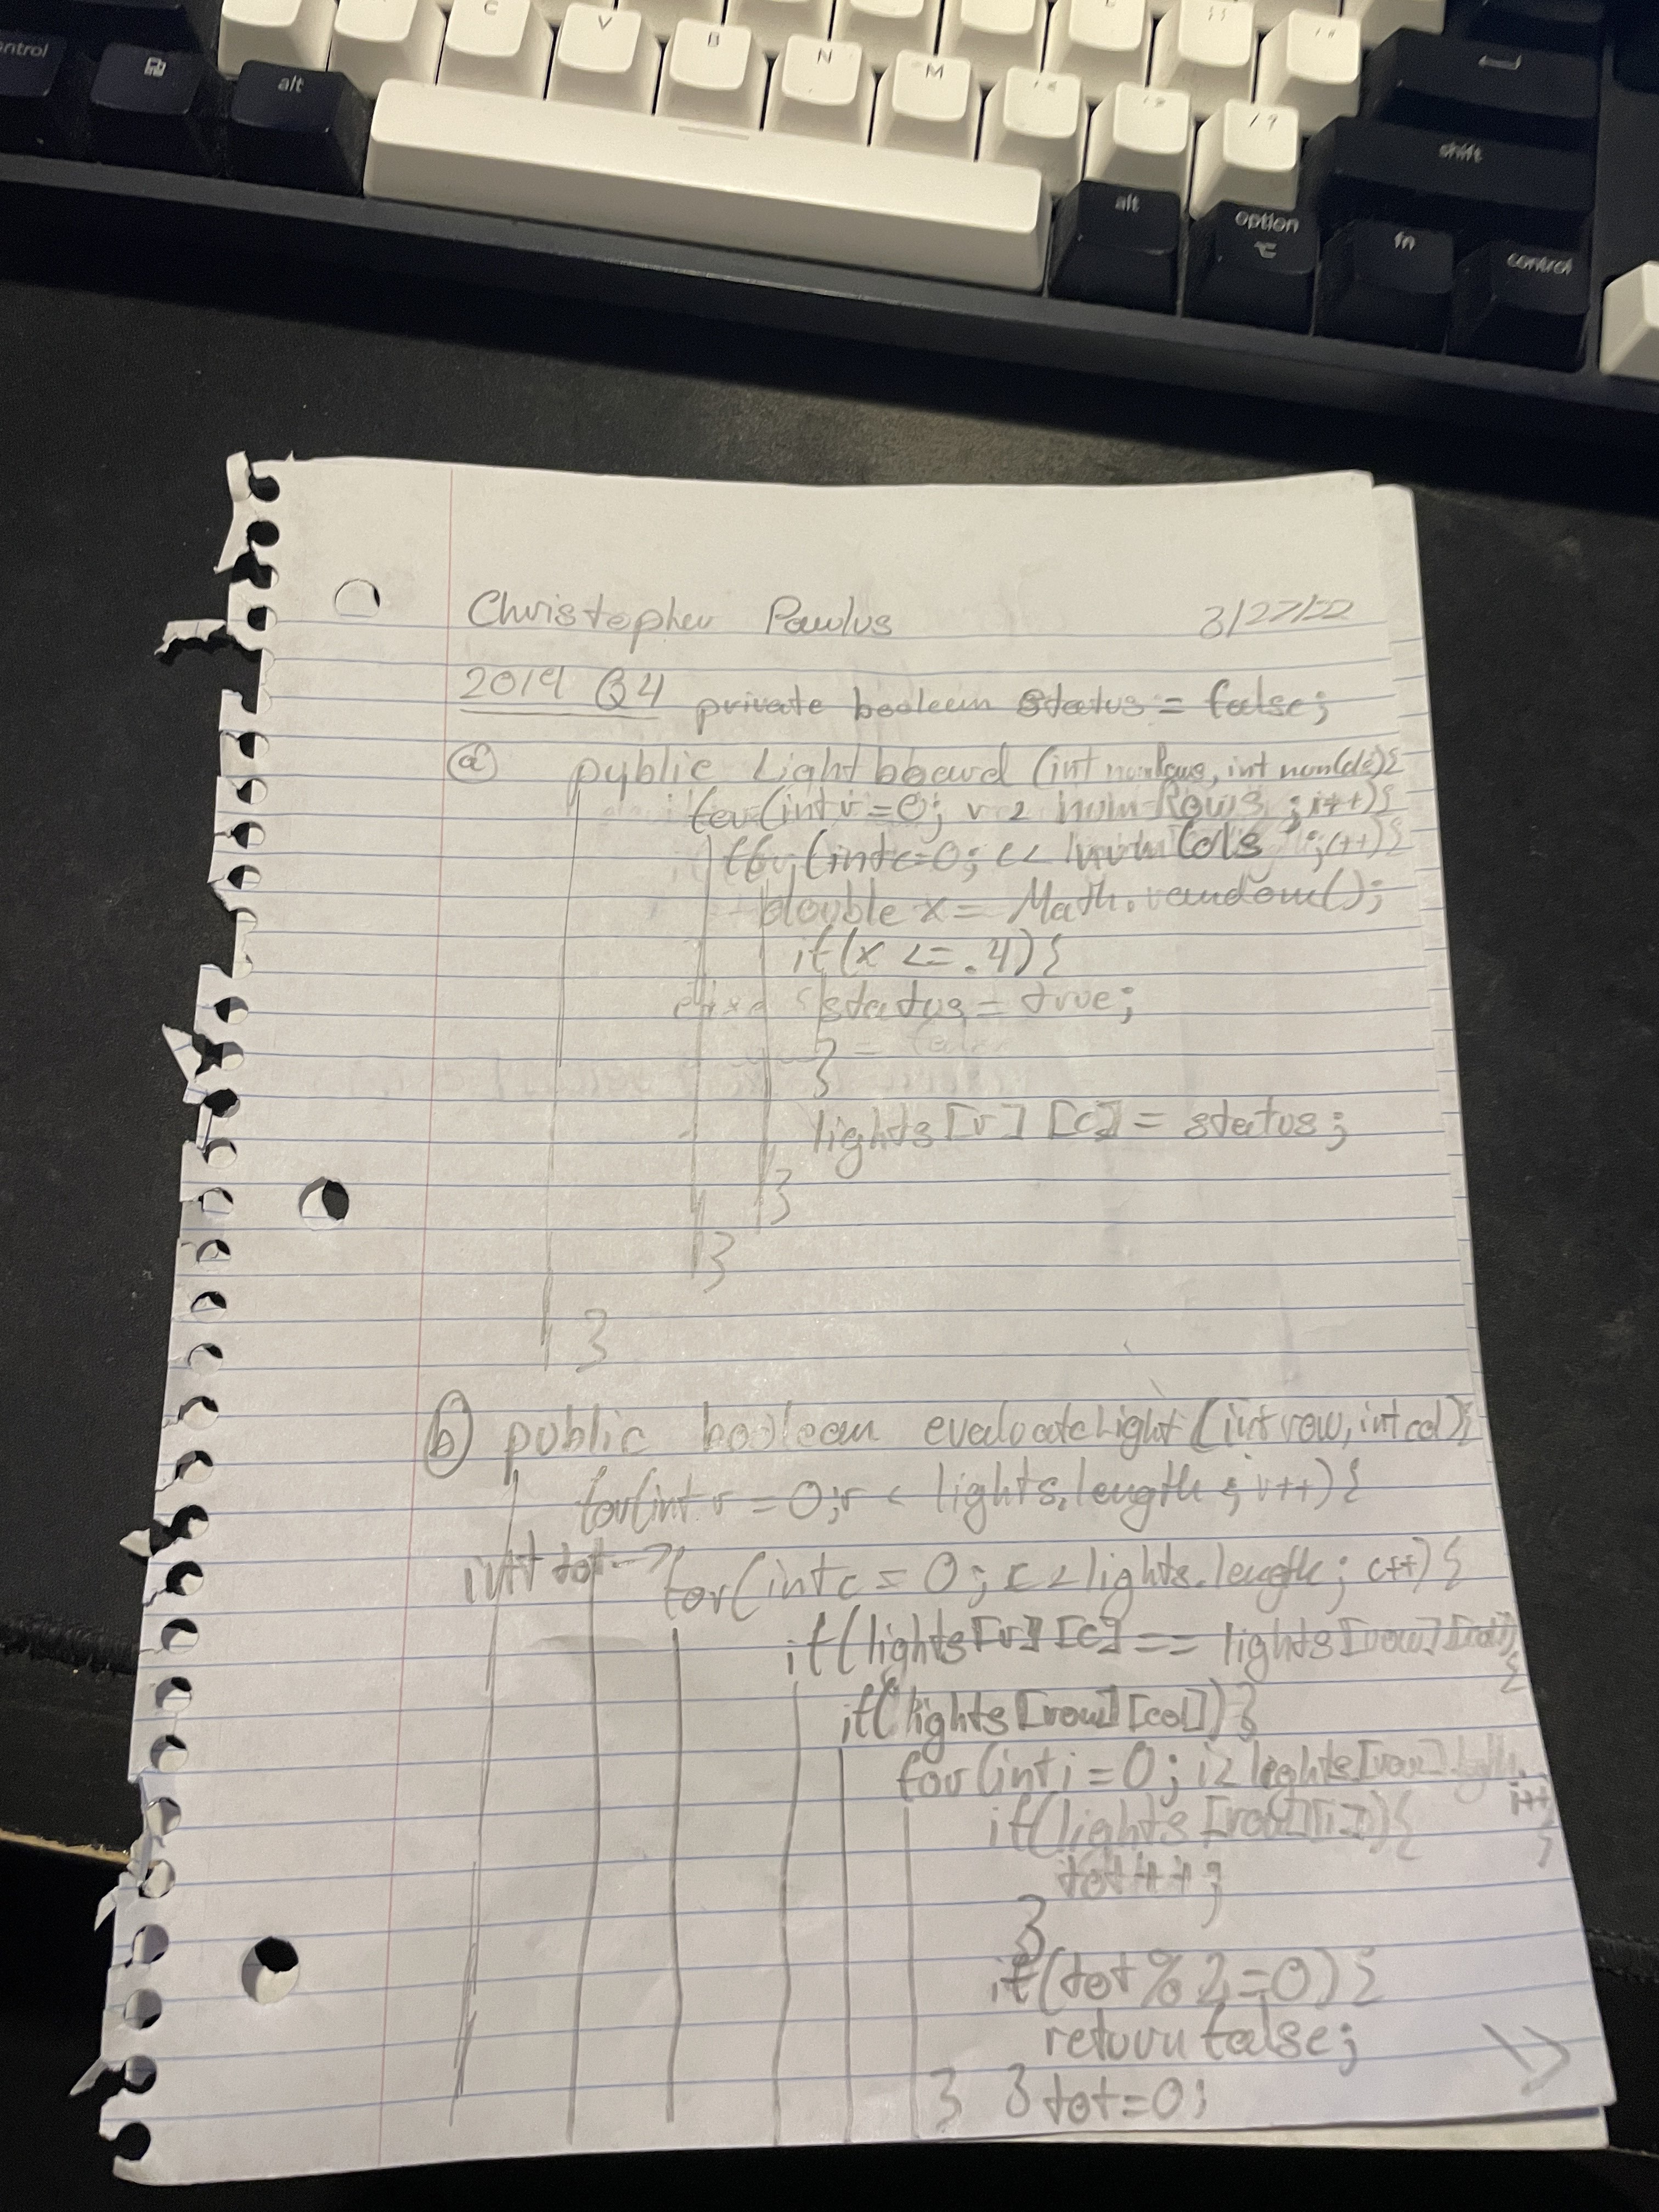 C V B N M
control alt
alt option fn control
shift
Christopher Paulus 3/27/22
2019 Q4 private boolean status = false;
(a) public Lightboard (int numRows, int numCols){
for(int r=0; r < numRows ; i++){
for(int c=0; c < numCols ; c++){
double x = Math.random();
if(x <= .4){
else { status = true;
}
lights[r][c] = status;
}
}
}
(b) public boolean evaluateLight(int row, int col){
for(int r = 0; r < lights.length; r++){
int tot → for(int c = 0; c < lights.length; c++){
if(lights[r][c] == lights[row][col])
{
if(lights[row][col]){
for(int i = 0; i < lights[row].length;
i++
if(lights[row][i]){ }
tot++;
}
if(tot%2=0){
return false;
} } tot=0;